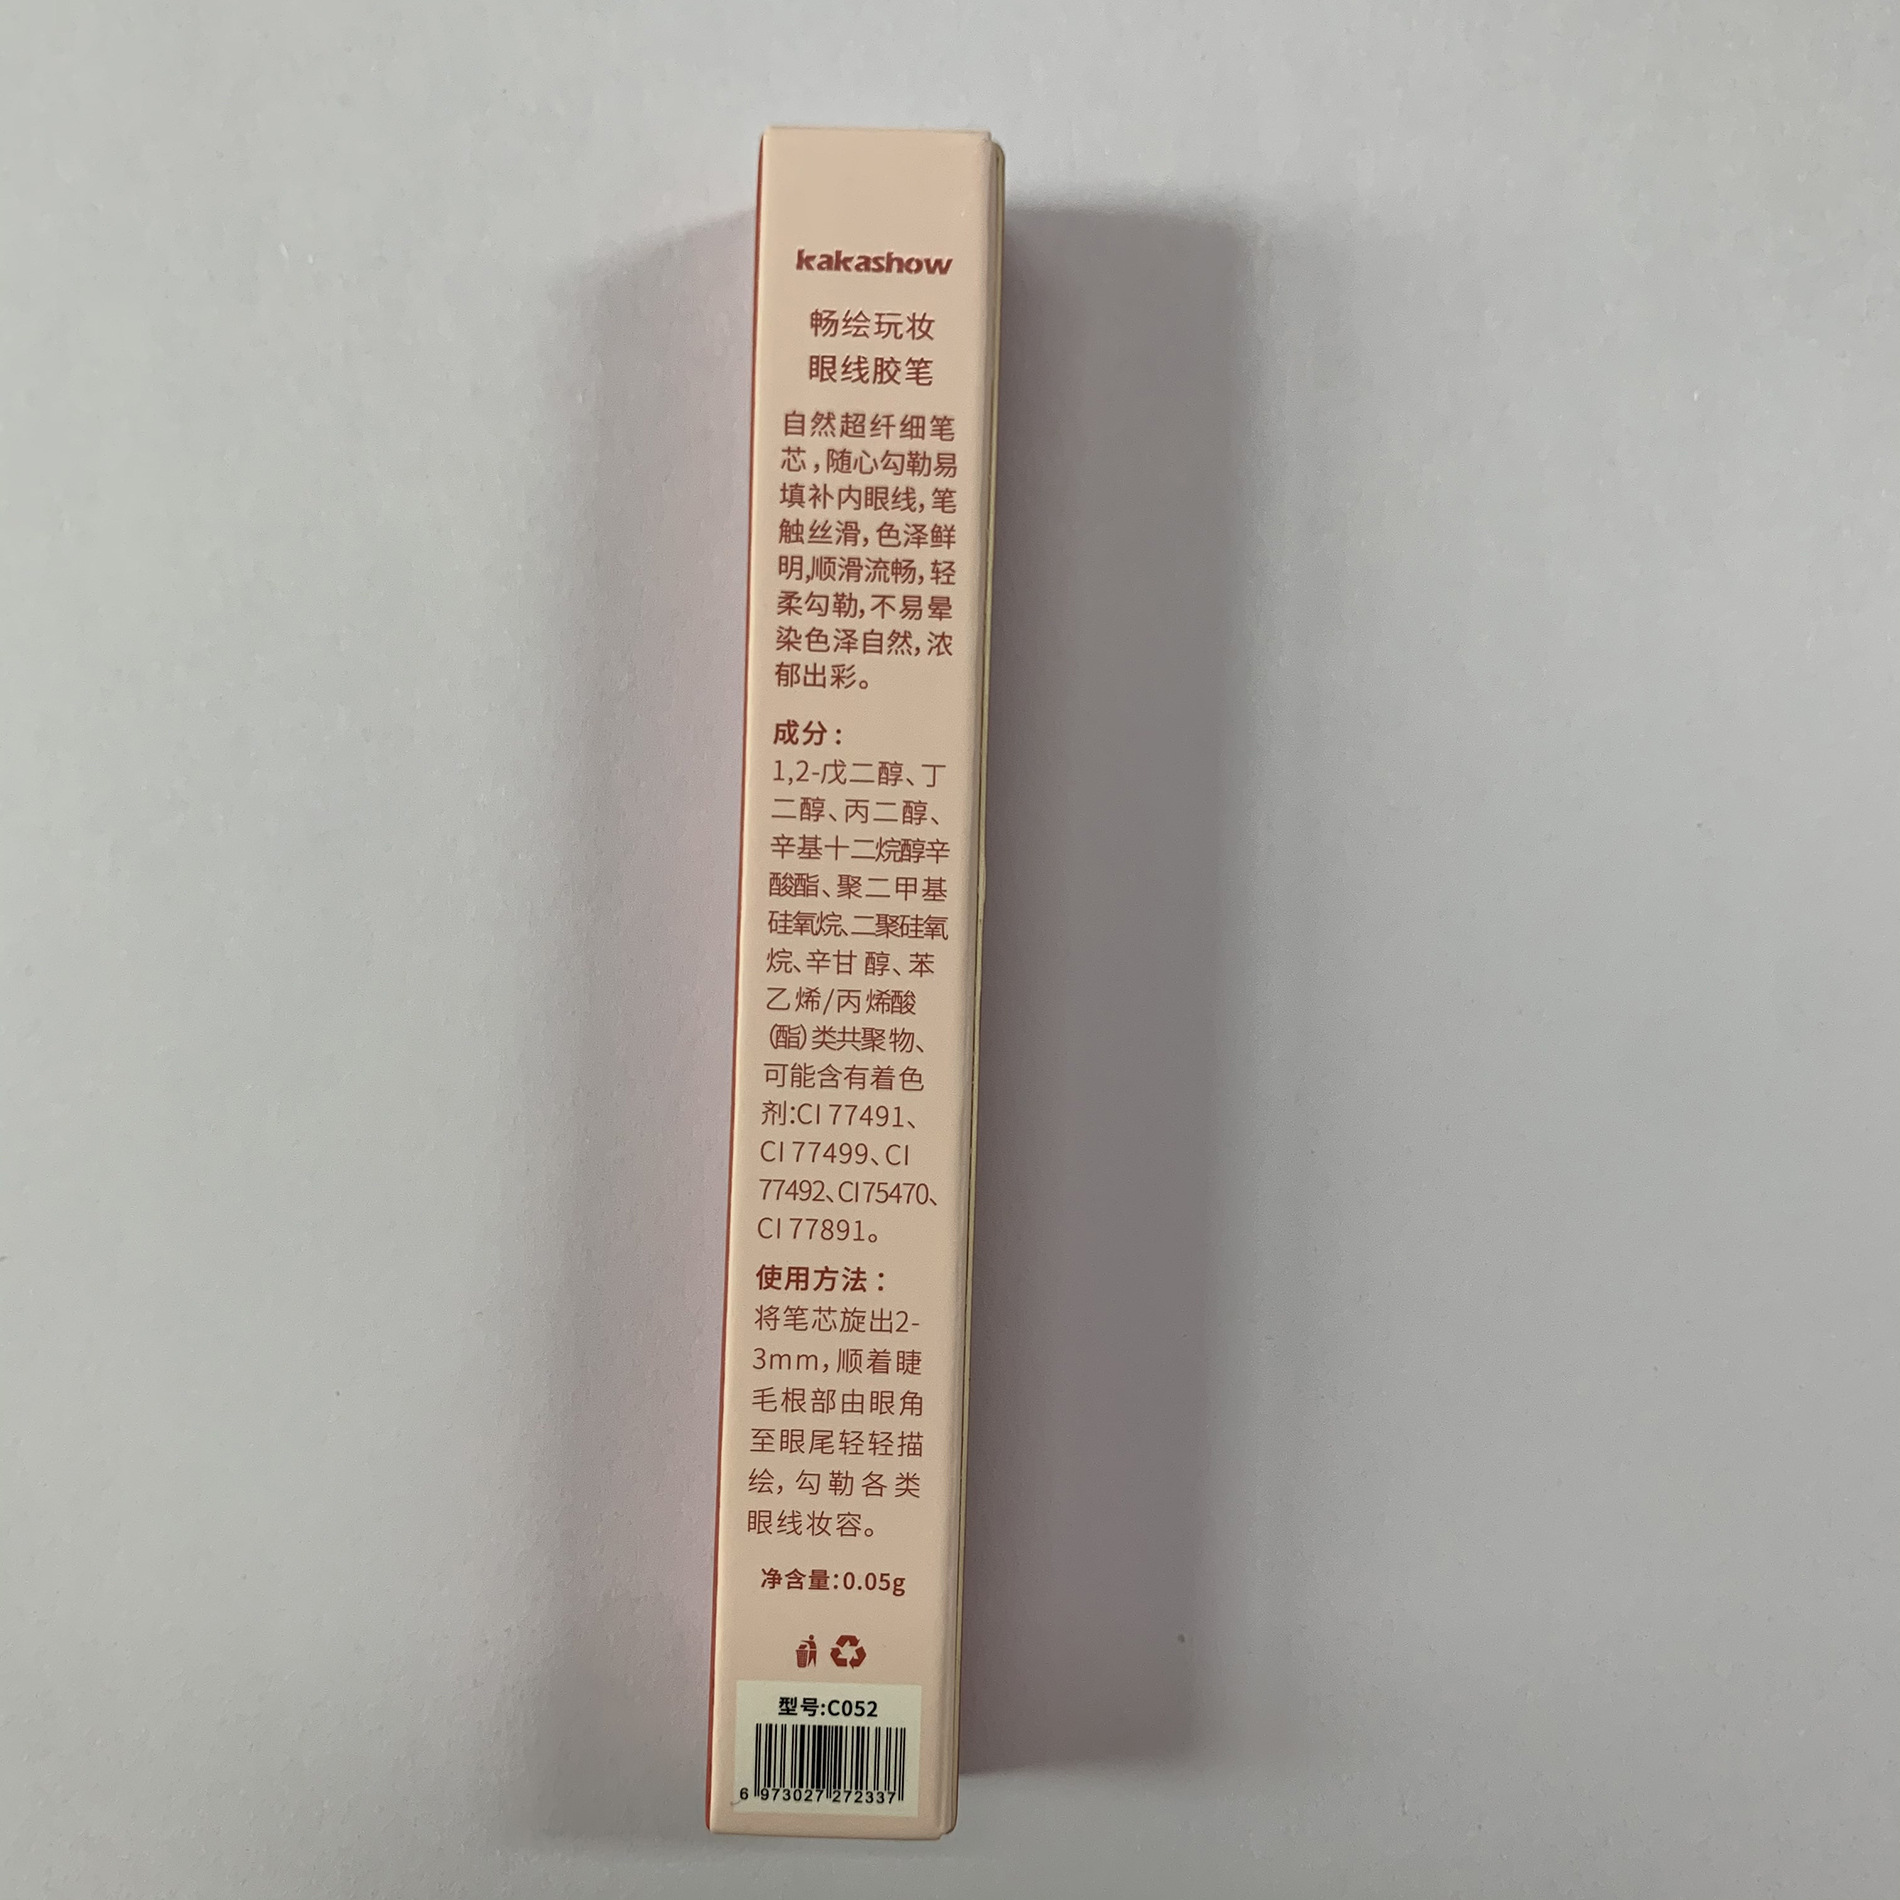 kakashow
畅绘玩妆
眼线胶笔
自然超纤细笔
芯,随心勾勒易
填补内眼线,笔
触丝滑,色泽鲜
明,顺滑流畅,轻
柔勾勒,不易晕
染色泽自然,浓
郁出彩。
成分:
1,2-戊二醇、丁
二醇、丙二醇、
辛基十二烷醇辛
酸酯、聚二甲基
硅氧烷、二聚硅氧
烷、辛甘 醇、苯
乙烯/丙烯酸
(酯)类共聚物、
可能含有着色
剂:CI 77491、
CI 77499、CI
77492、CI75470、
CI 77891。
使用方法:
将笔芯旋出2-
3mm,顺着睫
毛根部由眼角
至眼尾轻轻描
绘,勾勒各类
眼线妆容。
净含量:0.05g
型号:C052
6 973027 272337